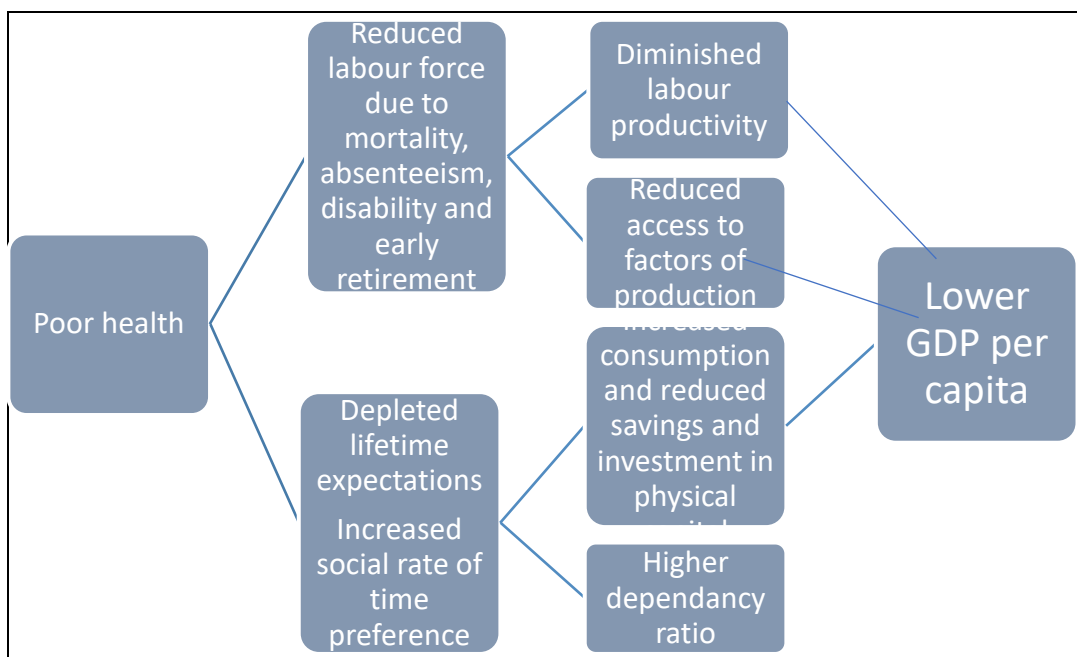 Poor health
Reduced
labour force
due to
mortality,
absenteeism,
disability and
early
retirement
Depleted
lifetime
expectations
Increased
social rate of
time
preference
Diminished
labour
productivity
Reduced
access to
factors of
production
Increased
consumption
and reduced
savings and
investment in
physical
Higher
dependancy
ratio
Lower
GDP per
capita